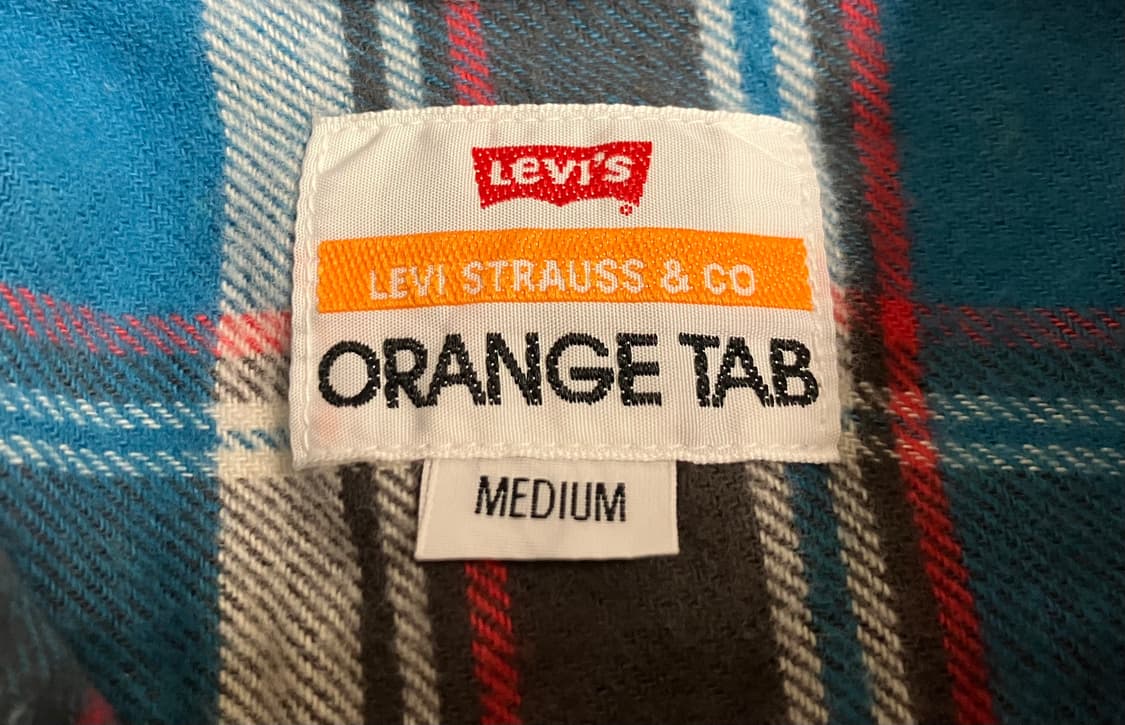 LEVI'S
®
LEVI STRAUSS & CO
ORANGE TAB
MEDIUM